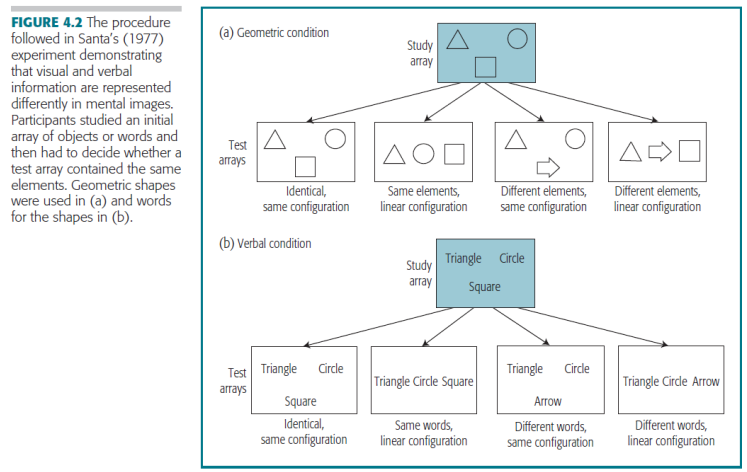 FIGURE 4.2 The procedure
followed in Santa's (1977)
experiment demonstrating
that visual and verbal
information are represented
differently in mental images.
Participants studied an initial
array of objects or words and
then had to decide whether a
test array contained the same
elements. Geometric shapes
were used in (a) and words
for the shapes in (b).
(a) Geometric condition
Study
array
Test
arrays
Identical,
same configuration
Same elements,
linear configuration
Different elements,
same configuration
Different elements,
linear configuration
(b) Verbal condition
Study
array
Triangle Circle
Square
Test
arrays
Triangle Circle
Square
Triangle Circle Square
Triangle Circle
Arrow
Triangle Circle Arrow
Identical,
same configuration
Same words,
linear configuration
Different words,
same configuration
Different words,
linear configuration